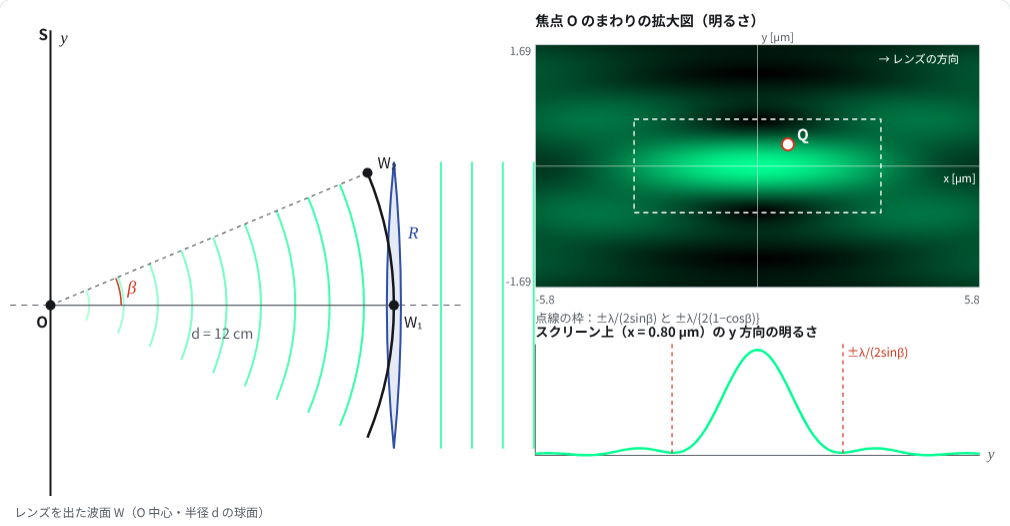 S
y
W
R
β
O
W₁
d = 12 cm
レンズを出た波面 W（O 中心・半径 d の球面）
焦点 O のまわりの拡大図（明るさ）
y [μm]
1.69
→ レンズの方向
Q
x [μm]
-1.69
-5.8
5.8
点線の枠：±λ/(2sinβ) と ±λ/{2(1−cosβ)}
スクリーン上（x = 0.80 μm）の y 方向の明るさ
±λ/(2sinβ)
y